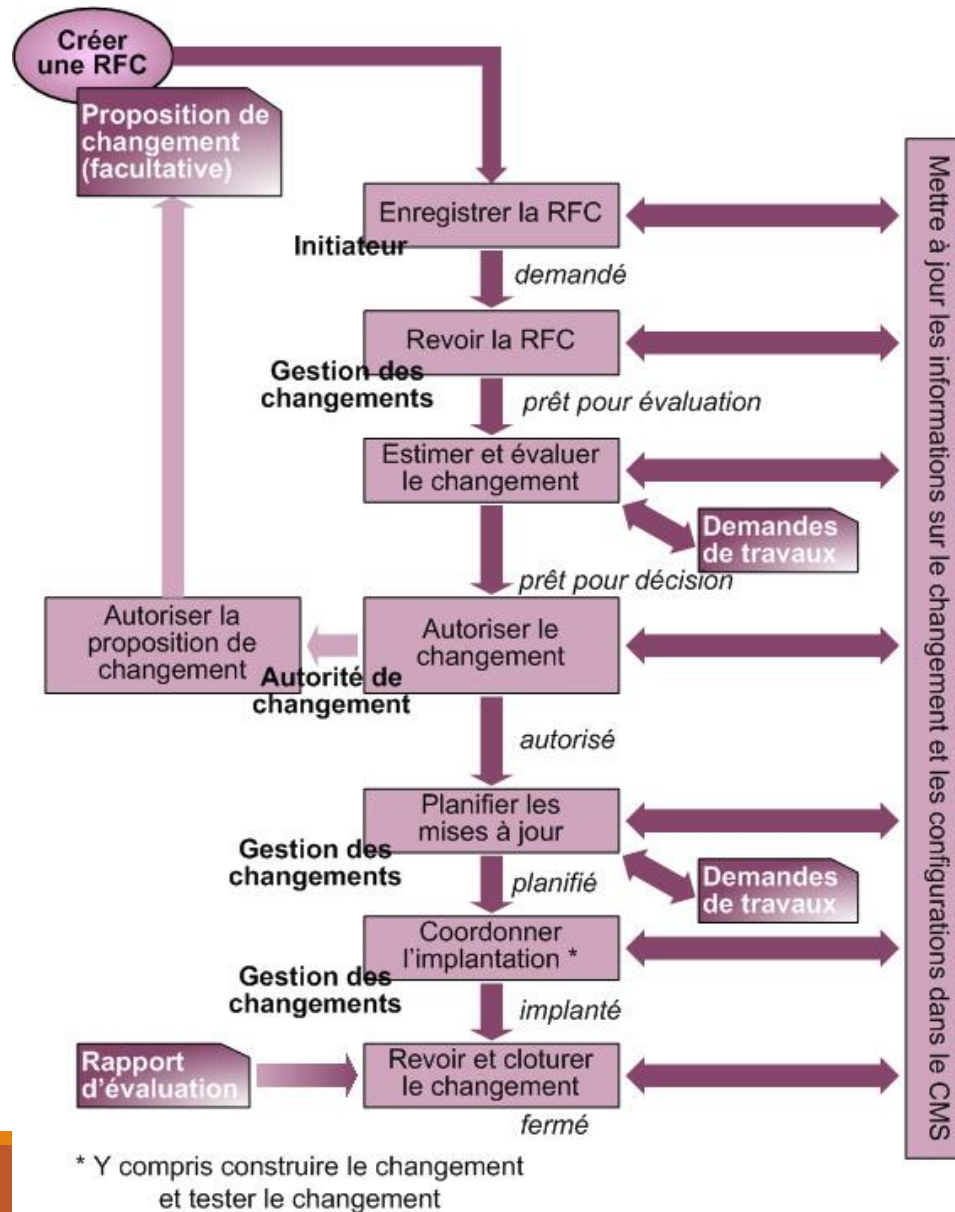 Créer
une RFC
Proposition de
changement
(facultative)
Enregistrer la RFC
Initiateur
demandé
Revoir la RFC
Gestion des
changements
prêt pour évaluation
Estimer et évaluer
le changement
Demandes
de travaux
prêt pour décision
Autoriser la
proposition de
changement
Autoriser le
changement
Autorité de
changement
autorisé
Planifier les
mises à jour
Gestion des
changements
planifié
Demandes
de travaux
Coordonner
l'implantation *
Gestion des
changements
implanté
Rapport
d'évaluation
Revoir et cloturer
le changement
fermé
Mettre à jour les informations sur le changement et les configurations dans le CMS
* Y compris construire le changement
et tester le changement